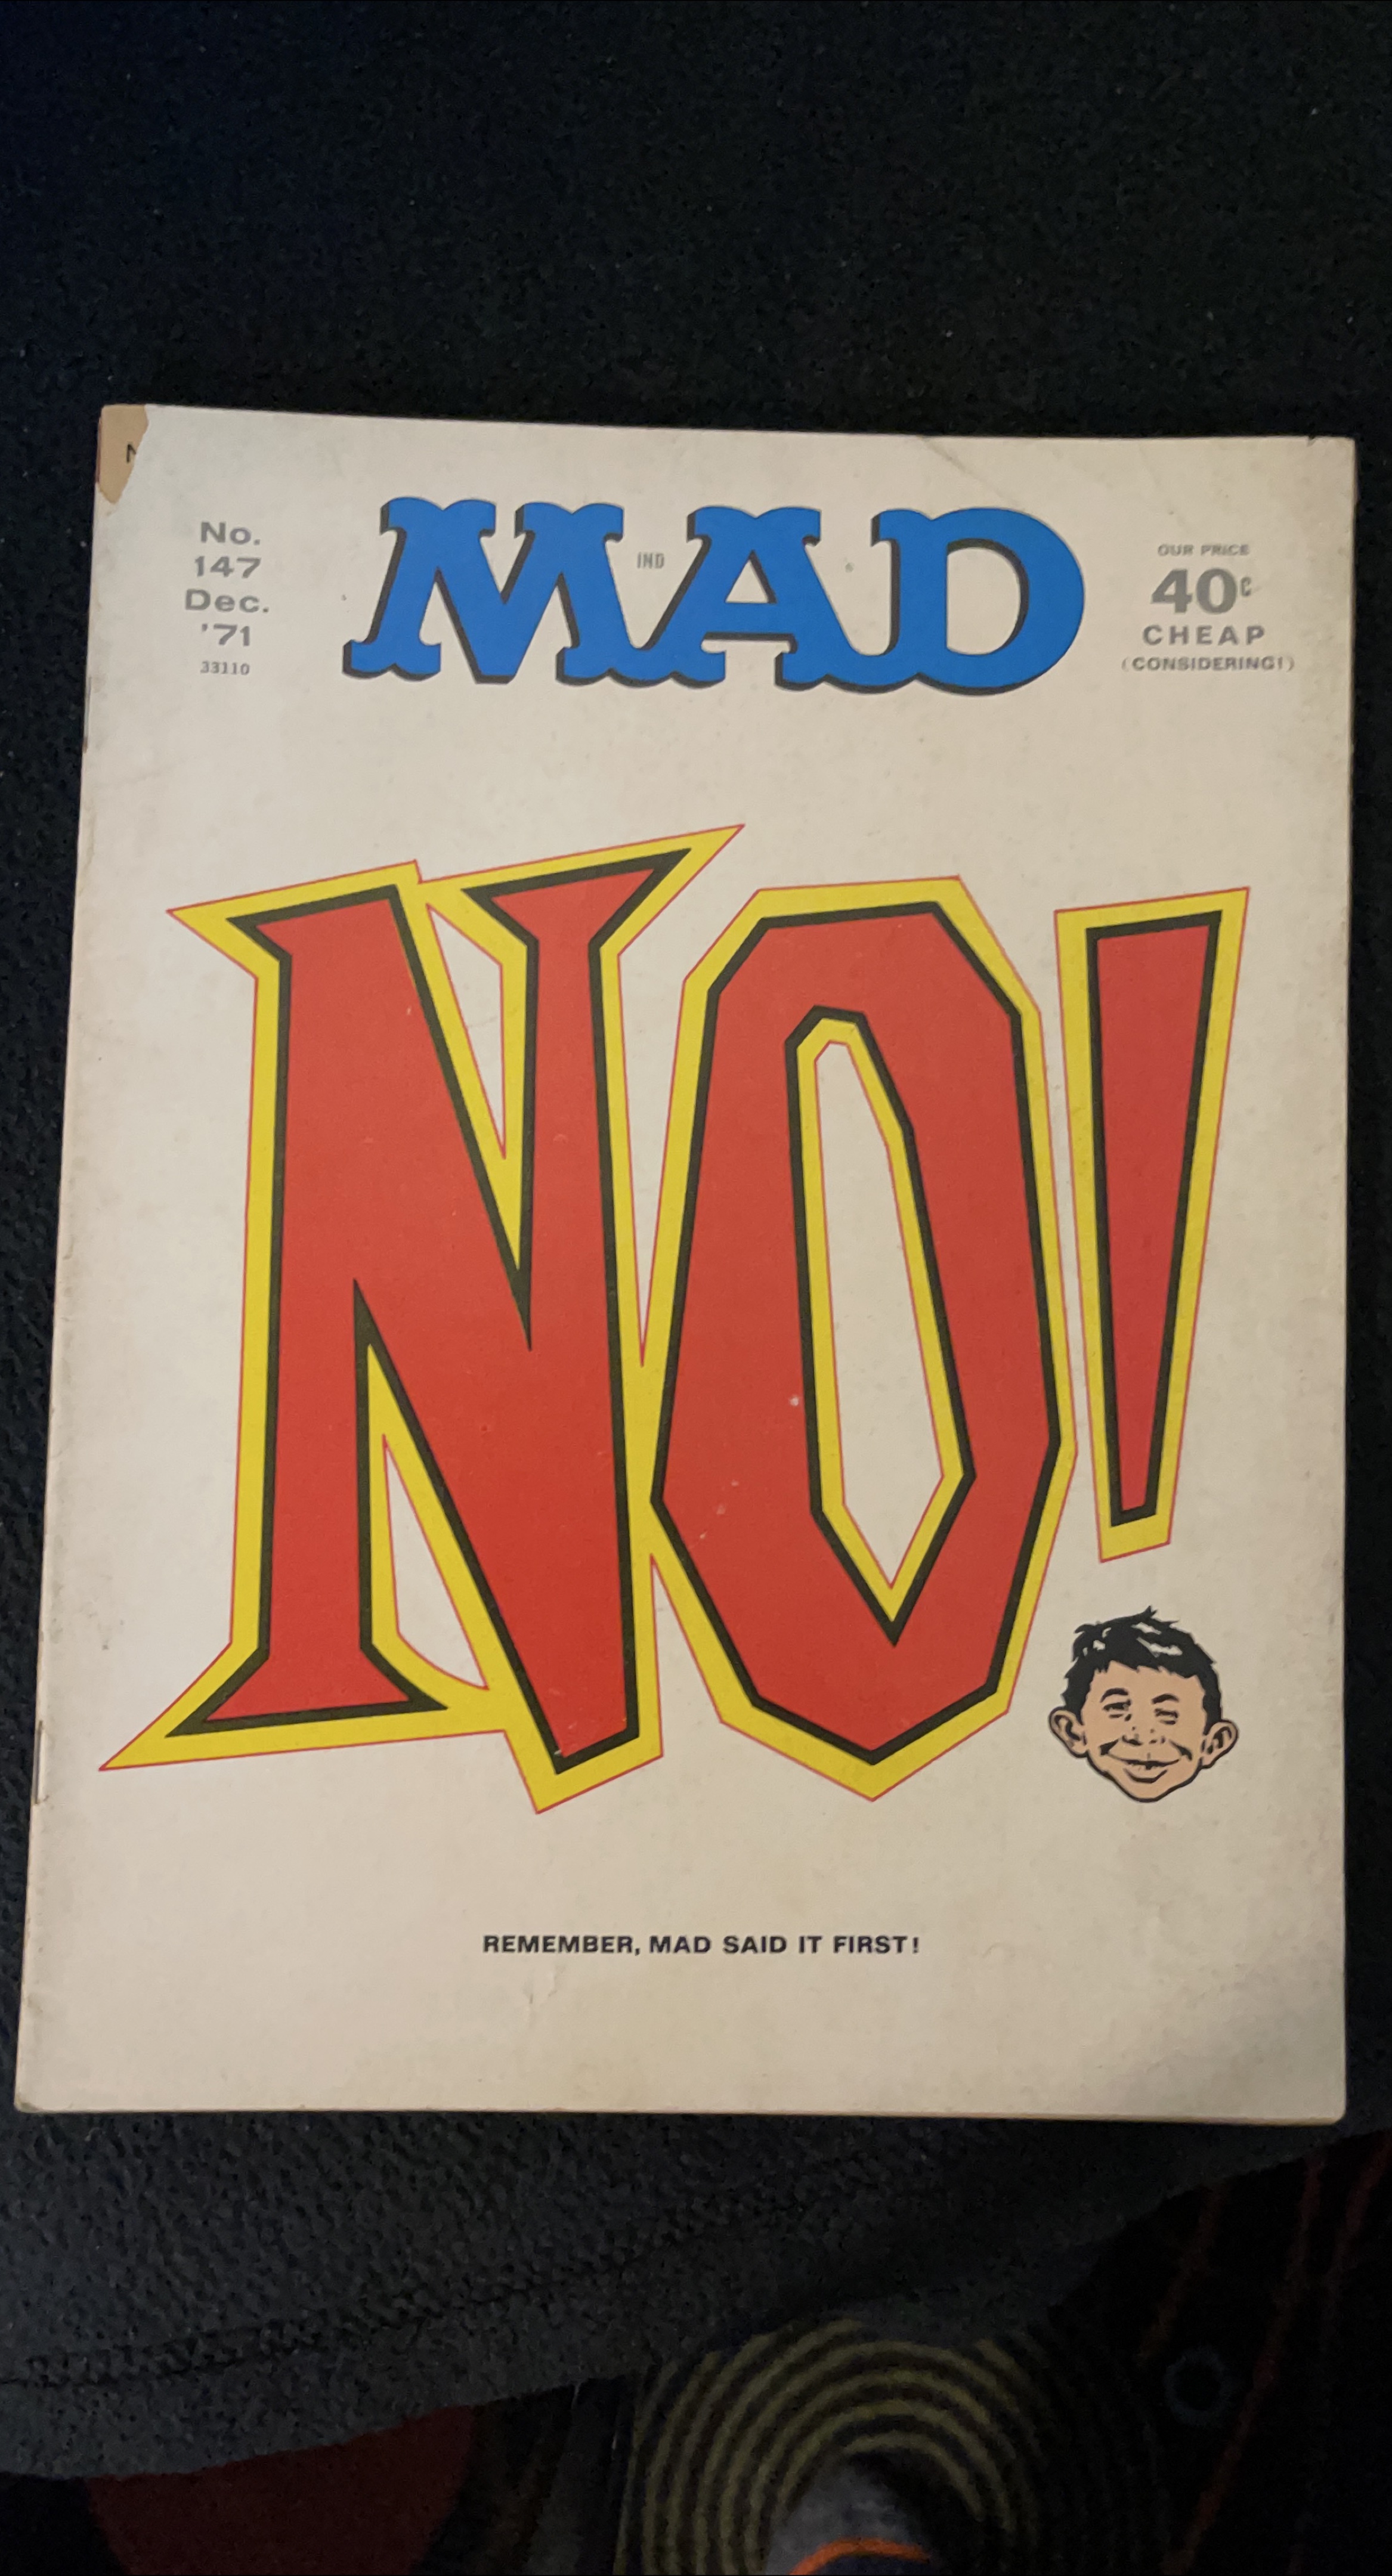 No.
147
Dec.
'71
33110
MAD
IND
OUR PRICE
40¢
CHEAP
(CONSIDERING!)
NO!
REMEMBER, MAD SAID IT FIRST!